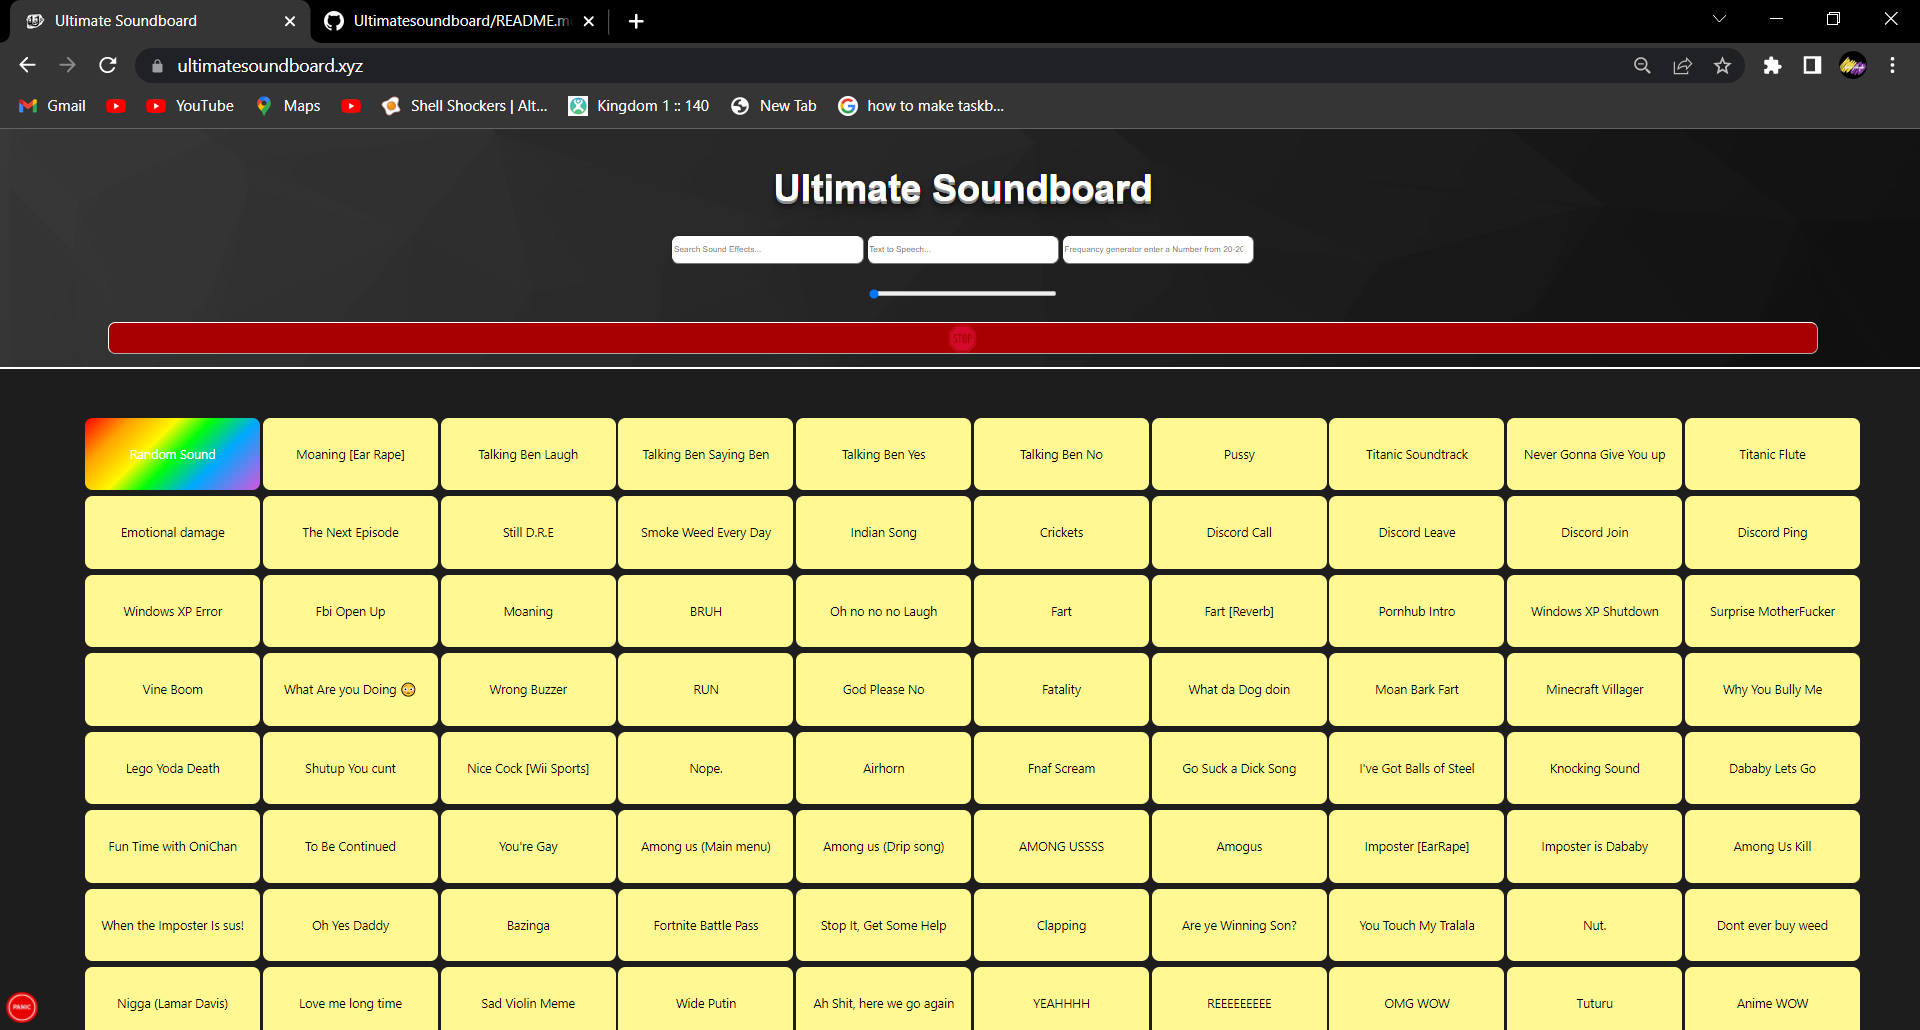 Ultimate Soundboard
Ultimatesoundboard/README.m
ultimatesoundboard.xyz
Gmail YouTube Maps Shell Shockers | Alt... Kingdom 1 :: 140 New Tab how to make taskb...
Ultimate Soundboard
Search Sound Effects... Text to Speech... Frequancy generator enter a Number from 20-20
STOP
Random Sound Moaning [Ear Rape] Talking Ben Laugh Talking Ben Saying Ben Talking Ben Yes Talking Ben No Pussy Titanic Soundtrack Never Gonna Give You up Titanic Flute
Emotional damage The Next Episode Still D.R.E Smoke Weed Every Day Indian Song Crickets Discord Call Discord Leave Discord Join Discord Ping
Windows XP Error Fbi Open Up Moaning BRUH Oh no no no Laugh Fart Fart [Reverb] Pornhub Intro Windows XP Shutdown Surprise MotherFucker
Vine Boom What Are you Doing 😳 Wrong Buzzer RUN God Please No Fatality What da Dog doin Moan Bark Fart Minecraft Villager Why You Bully Me
Lego Yoda Death Shutup You cunt Nice Cock [Wii Sports] Nope. Airhorn Fnaf Scream Go Suck a Dick Song I've Got Balls of Steel Knocking Sound Dababy Lets Go
Fun Time with OniChan To Be Continued You're Gay Among us (Main menu) Among us (Drip song) AMONG USSSS Amogus Imposter [EarRape] Imposter is Dababy Among Us Kill
When the Imposter Is sus! Oh Yes Daddy Bazinga Fortnite Battle Pass Stop It, Get Some Help Clapping Are ye Winning Son? You Touch My Tralala Nut. Dont ever buy weed
PANIC Nigga (Lamar Davis) Love me long time Sad Violin Meme Wide Putin Ah Shit, here we go again YEAHHHH REEEEEEEEE OMG WOW Tuturu Anime WOW